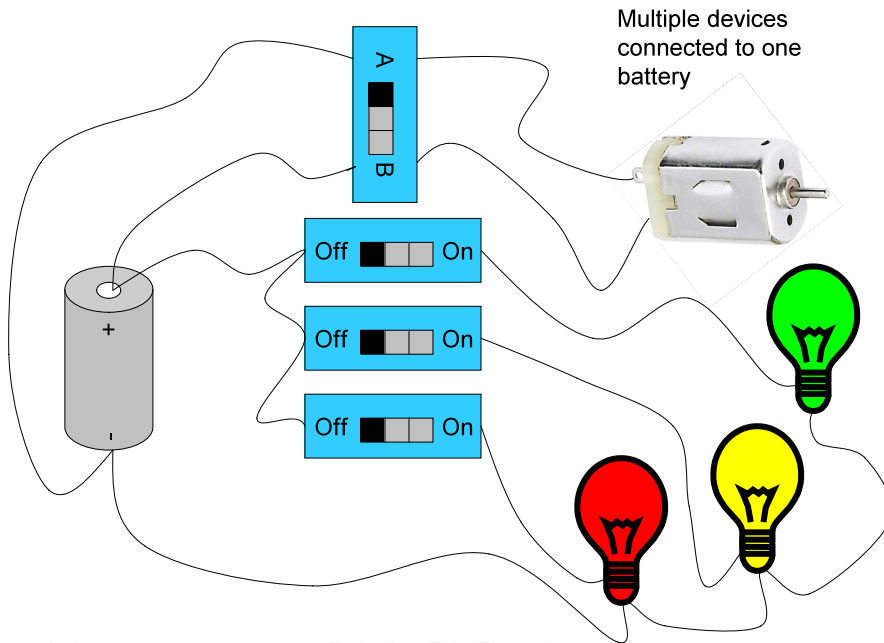 Multiple devices
connected to one
battery
A
B
Off On
Off On
Off On
+
-